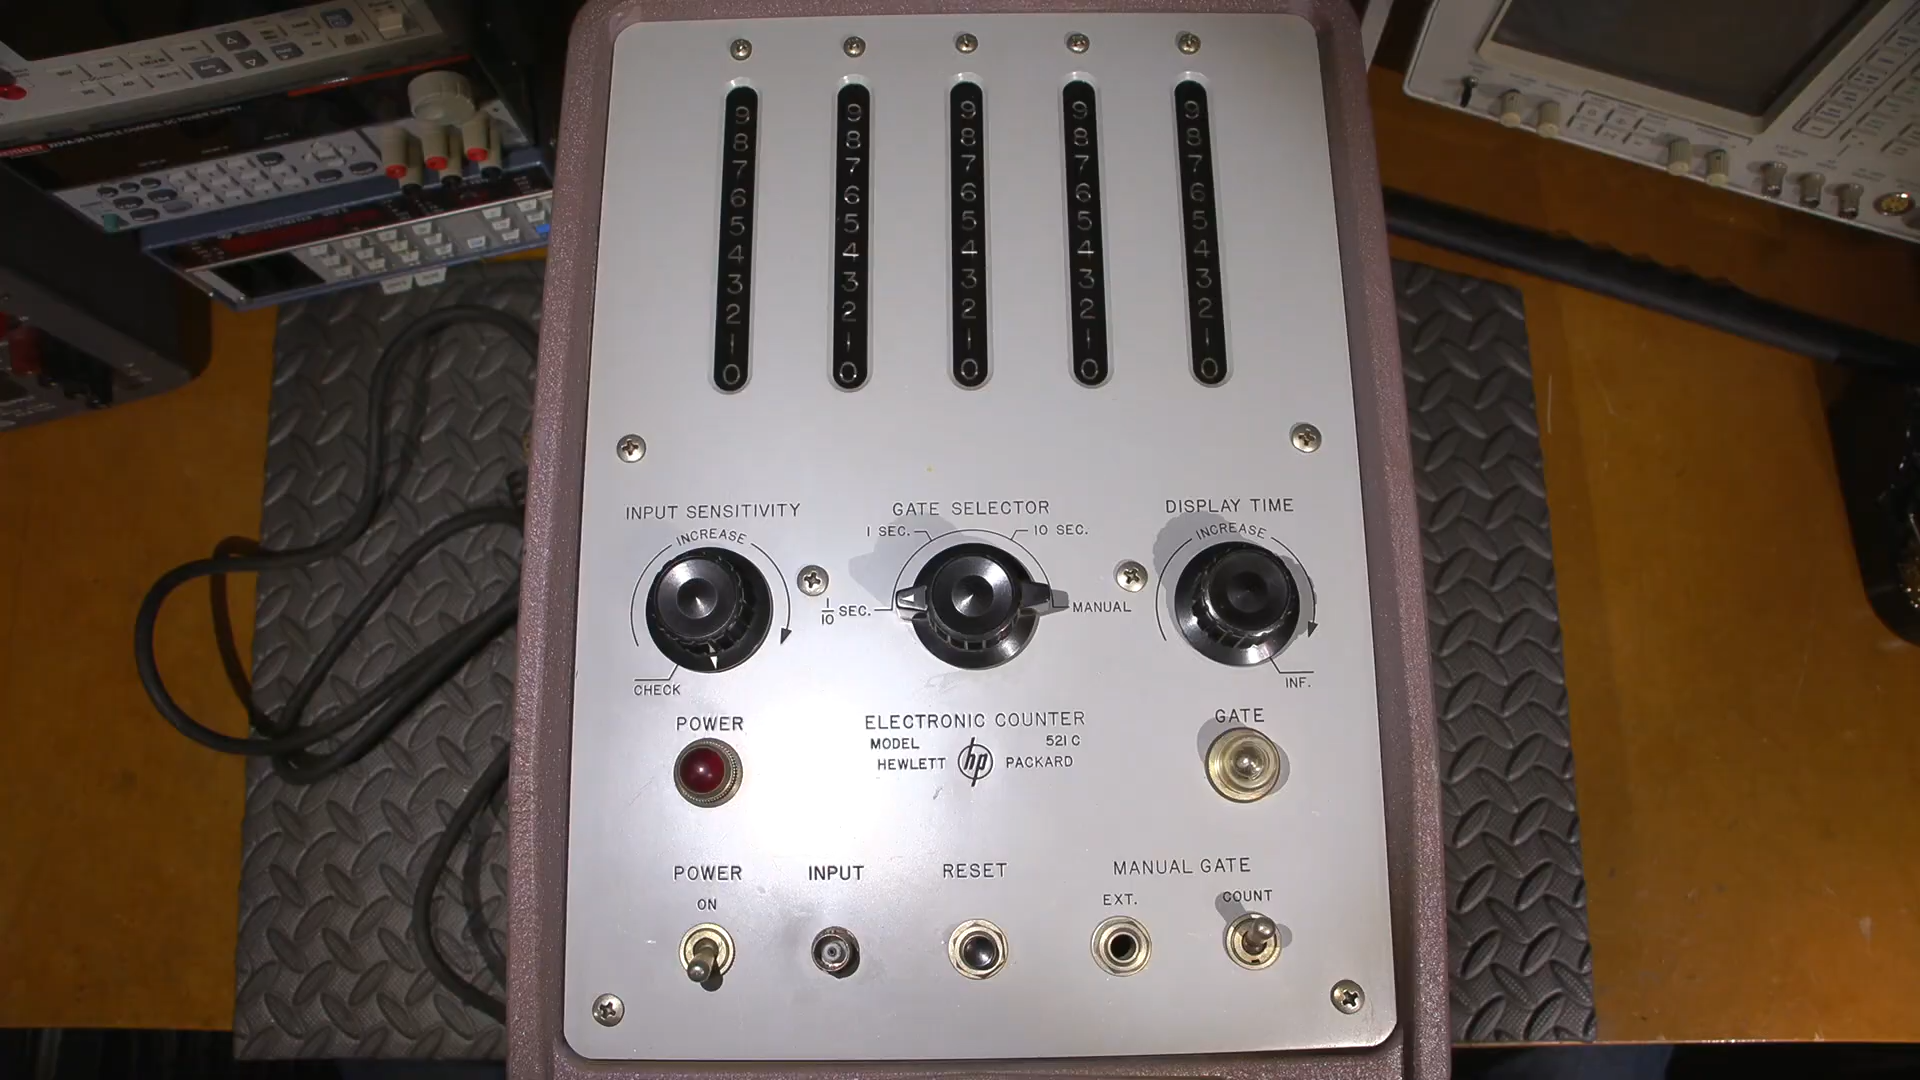 9 9 9 9 9
8 8 8 8 8
7 7 7 7 7
6 6 6 6 6
5 5 5 5 5
4 4 4 4 4
3 3 3 3 3
2 2 2 2 2
1 1 1 1 1
0 0 0 0 0
INPUT SENSITIVITY GATE SELECTOR DISPLAY TIME
INCREASE 1 SEC. 10 SEC. INCREASE
1/10 SEC. MANUAL
CHECK INF.
POWER ELECTRONIC COUNTER GATE
MODEL 521C
HEWLETT hp PACKARD
POWER INPUT RESET MANUAL GATE
ON EXT. COUNT